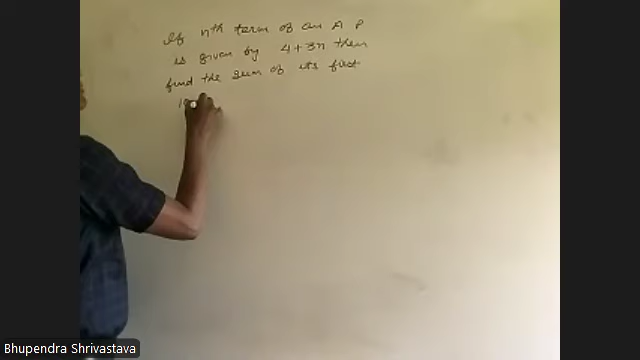 If nth term of an A P
is given by 4+3n then
find the sum of its first
Bhupendra Shrivastava